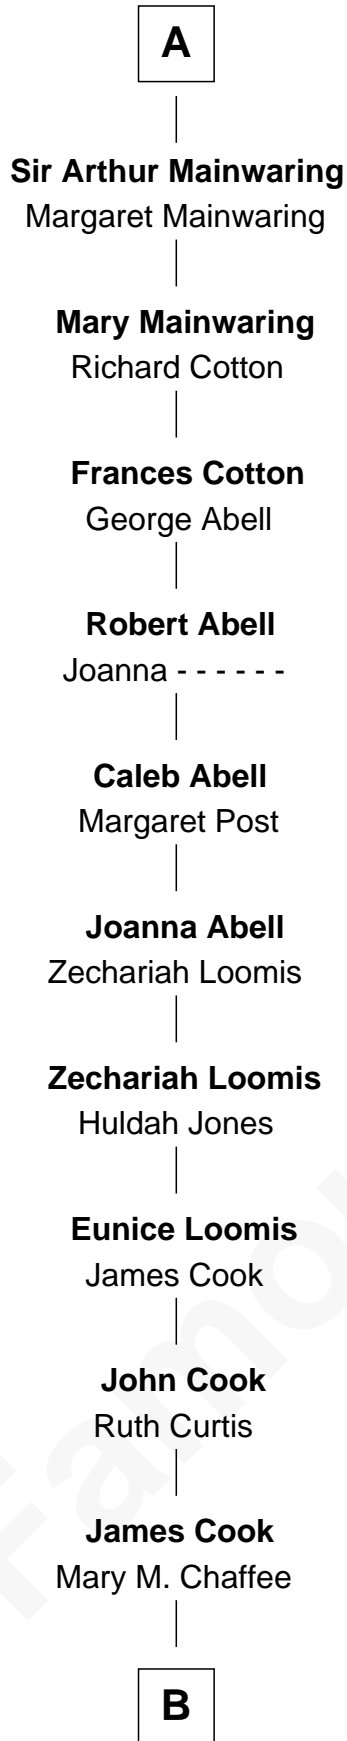 A
Sir Arthur Mainwaring
Margaret Mainwaring
Mary Mainwaring
Richard Cotton
Frances Cotton
George Abell
Robert Abell
Joanna - - - - - -
Caleb Abell
Margaret Post
Joanna Abell
Zechariah Loomis
Zechariah Loomis
Huldah Jones
Eunice Loomis
James Cook
John Cook
Ruth Curtis
James Cook
Mary M. Chaffee
B